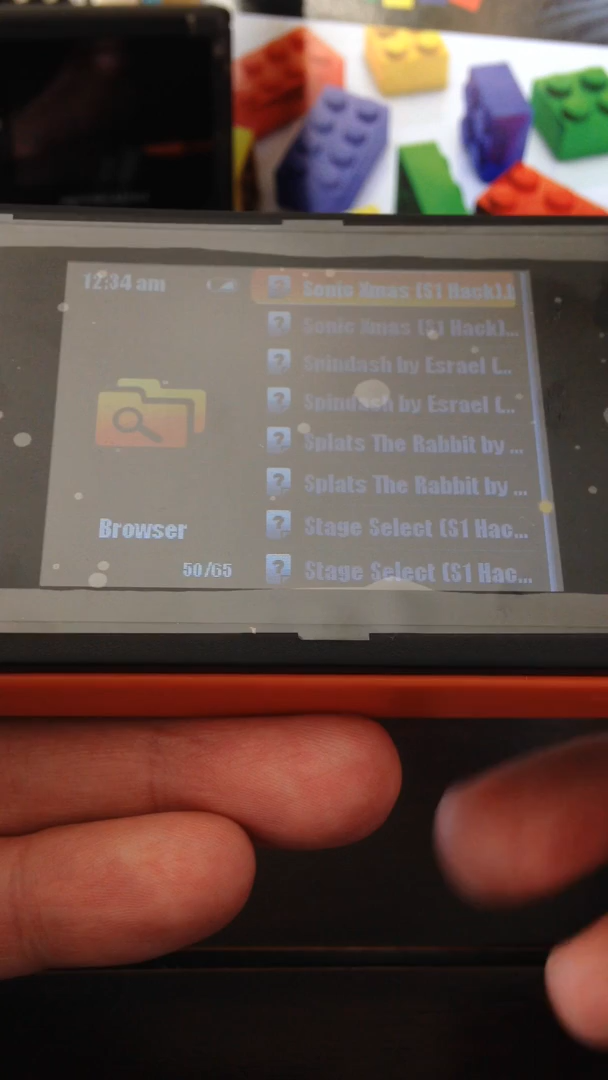 12:34 am
Sonic Xmas (S1 Hack).
Sonic Xmas (S1 Hack)...
Spindash by Esrael L..
Spindash by Esrael L..
Splats The Rabbit by ...
Splats The Rabbit by ...
Stage Select (S1 Hac...
Stage Select (S1 Hac...
Browser
50/65